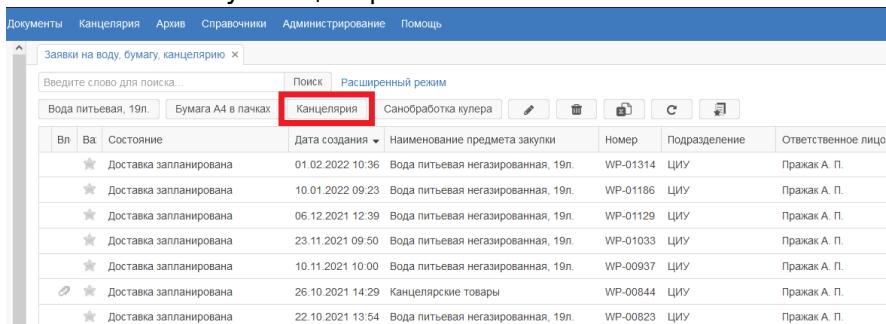 Документы Канцелярия Архив Справочники Администрирование Помощь
Заявки на воду, бумагу, канцелярию ×
Введите слово для поиска... Поиск Расширенный режим
Вода питьевая, 19л. Бумага А4 в пачках Канцелярия Санобработка кулера
Вл Ва Состояние Дата создания Наименование предмета закупки Номер Подразделение Ответственное лицо
Доставка запланирована 01.02.2022 10:36 Вода питьевая негазированная, 19л. WP-01314 ЦИУ Пражак А. П.
Доставка запланирована 10.01.2022 09:23 Вода питьевая негазированная, 19л. WP-01186 ЦИУ Пражак А. П.
Доставка запланирована 06.12.2021 12:39 Вода питьевая негазированная, 19л. WP-01129 ЦИУ Пражак А. П.
Доставка запланирована 23.11.2021 09:50 Вода питьевая негазированная, 19л. WP-01033 ЦИУ Пражак А. П.
Доставка запланирована 10.11.2021 10:00 Вода питьевая негазированная, 19л. WP-00937 ЦИУ Пражак А. П.
Доставка запланирована 26.10.2021 14:29 Канцелярские товары WP-00844 ЦИУ Пражак А. П.
Доставка запланирована 22.10.2021 13:54 Вода питьевая негазированная, 19л. WP-00823 ЦИУ Пражак А. П.